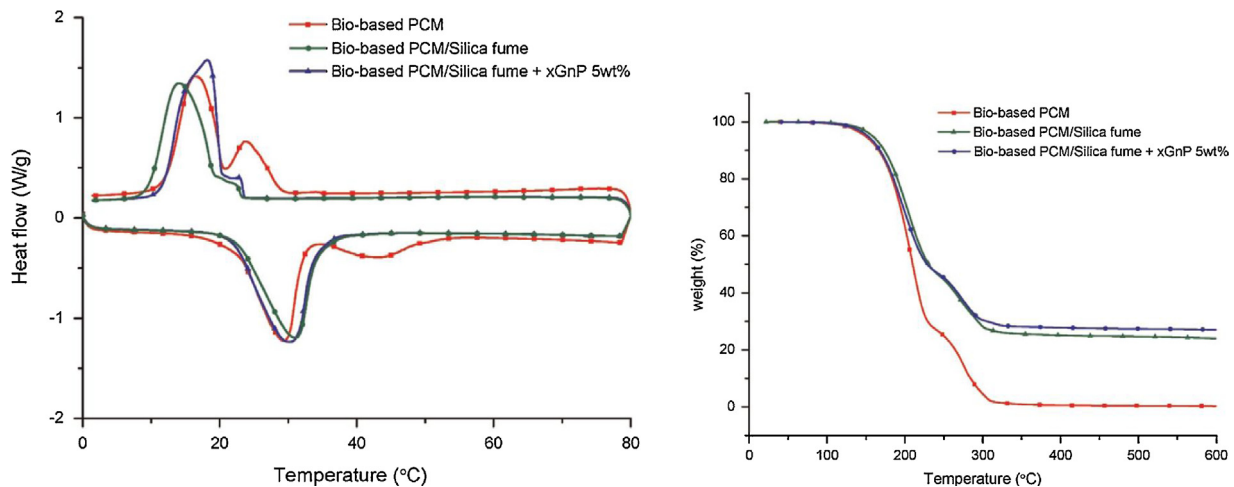 2
Bio-based PCM
Bio-based PCM/Silica fume
Bio-based PCM/Silica fume + xGnP 5wt%
1
0
-1
-2
Heat flow (W/g)
0
20
40
60
80
Temperature (°C)
Bio-based PCM
Bio-based PCM/Silica fume
Bio-based PCM/Silica fume + xGnP 5wt%
100
80
60
40
20
0
weight (%)
0
100
200
300
400
500
600
Temperature (°C)